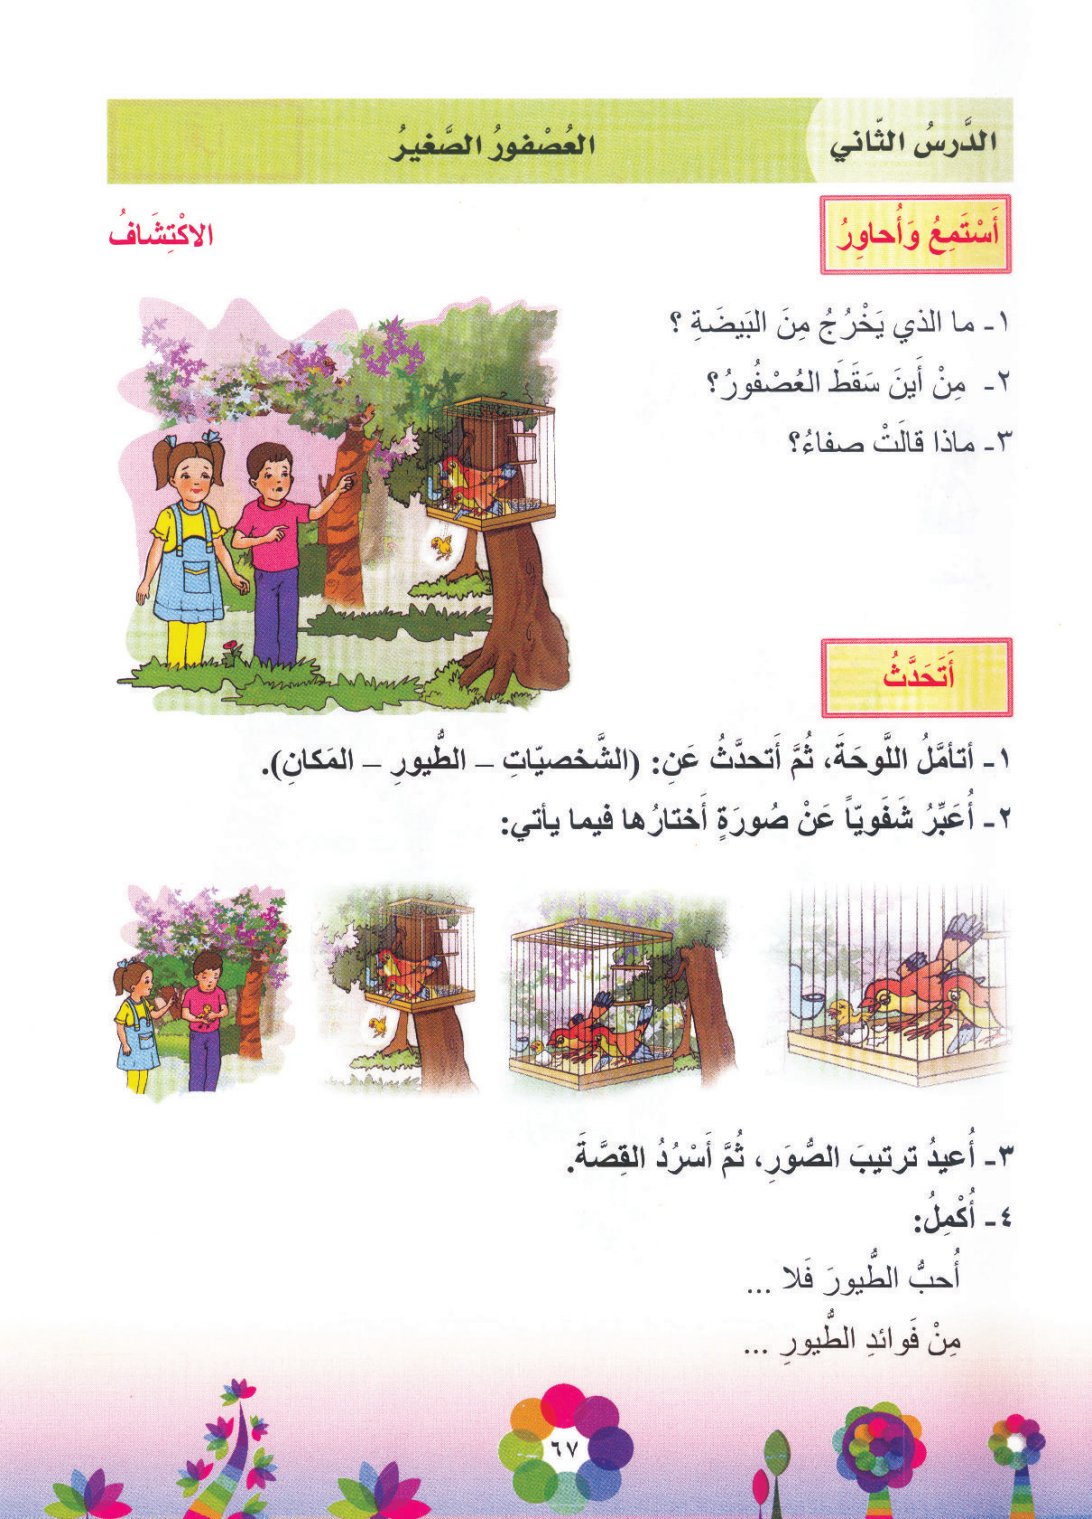 الدَّرسُ الثّاني
العُصْفورُ الصَّغيرُ
أَسْتَمِعُ وَأُحاوِرُ
الاكْتِشَافُ
١- ما الذي يَخْرُجُ مِنَ البَيضَةِ ؟
٢- مِنْ أَينَ سَقَطَ العُصْفُورُ؟
٣- ماذا قالَتْ صفاءُ؟
أَتَحَدَّثُ
١- أتأمَّلُ اللَّوحَةَ، ثُمَّ أَتحدَّثُ عَنِ: (الشَّخصيّاتِ – الطُّيورِ – المَكانِ).
٢- أُعَبِّرُ شَفَويّاً عَنْ صُورَةٍ أَختارُها فيما يأتي:
٣- أُعيدُ ترتيبَ الصُّوَرِ، ثُمَّ أَسْرُدُ القِصَّةَ.
٤- أُكْمِلُ:
أُحبُّ الطُّيورَ فَلا ...
مِنْ فَوائدِ الطُّيورِ ...
٦٧